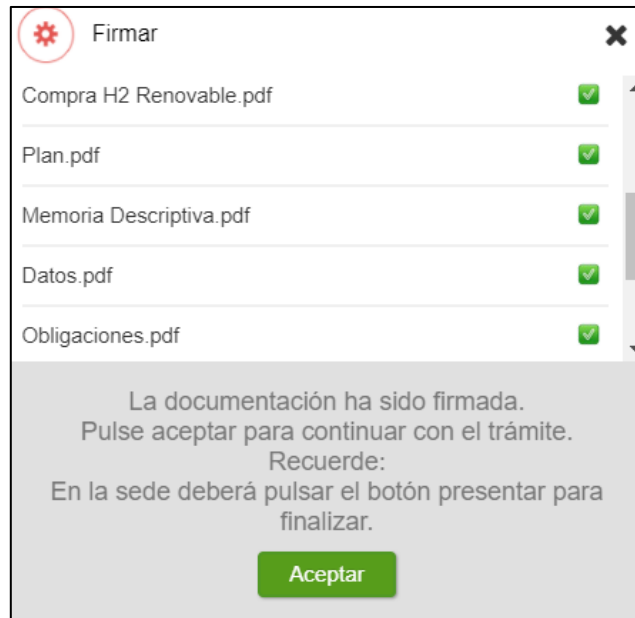 Firmar
Compra H2 Renovable.pdf
Plan.pdf
Memoria Descriptiva.pdf
Datos.pdf
Obligaciones.pdf
La documentación ha sido firmada.
Pulse aceptar para continuar con el trámite.
Recuerde:
En la sede deberá pulsar el botón presentar para
finalizar.
Aceptar